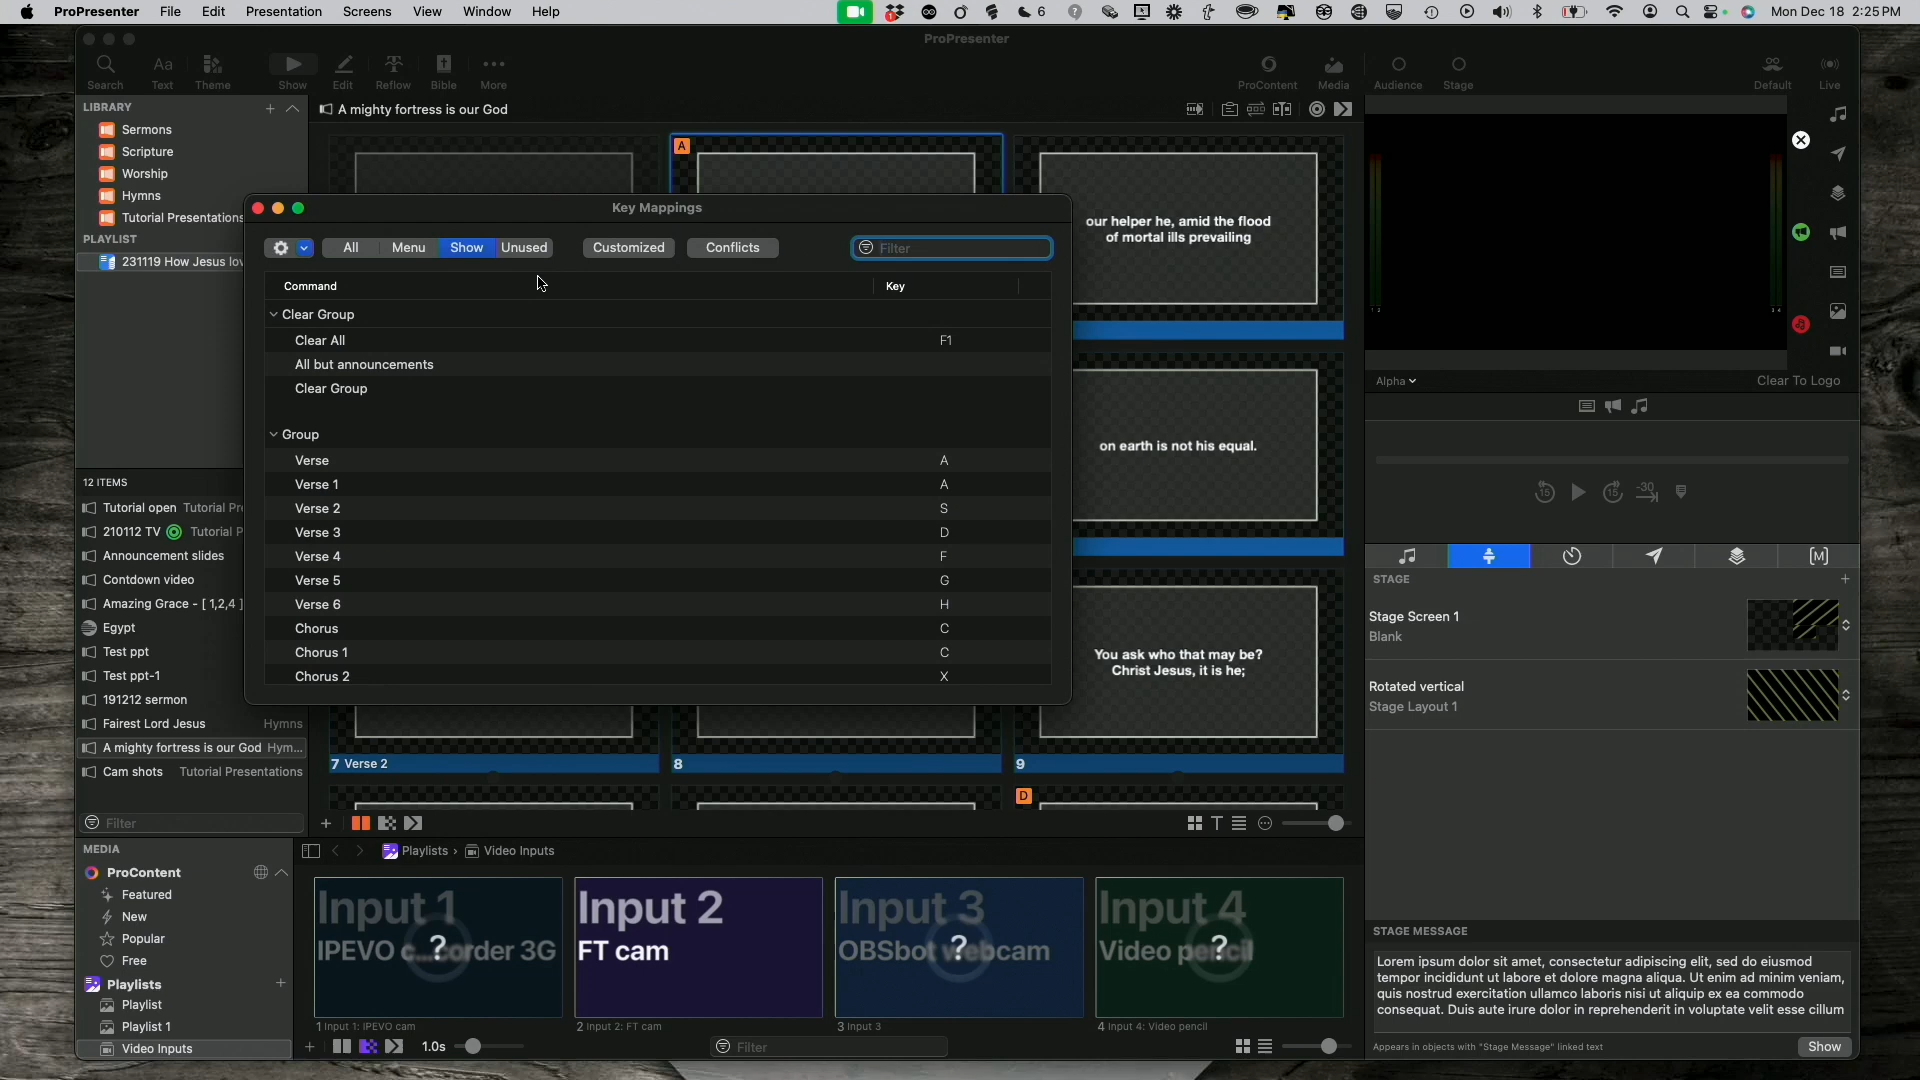 ProPresenter File Edit Presentation Screens View Window Help 6 Mon Dec 18 2:25 PM
ProPresenter
Search Text Theme Show Edit Reflow Bible More ProContent Media Audience Stage Default Live
LIBRARY
Sermons
Scripture
Worship
Hymns
Tutorial Presentations
PLAYLIST
231119 How Jesus lov
12 ITEMS
Tutorial open Tutorial Pr
210112 TV Tutorial P
Announcement slides
Contdown video
Amazing Grace - [ 1,2,4 ]
Egypt
Test ppt
Test ppt-1
191212 sermon
Fairest Lord Jesus Hymns
A mighty fortress is our God Hym...
Cam shots Tutorial Presentations
Filter
A mighty fortress is our God
A
our helper he, amid the flood
of mortal ills prevailing
on earth is not his equal.
You ask who that may be?
Christ Jesus, it is he;
7 Verse 2
8
9
D
Key Mappings
All Menu Show Unused Customized Conflicts Filter
Command Key
Clear Group
Clear All F1
All but announcements
Clear Group
Group
Verse A
Verse 1 A
Verse 2 S
Verse 3 D
Verse 4 F
Verse 5 G
Verse 6 H
Chorus C
Chorus 1 C
Chorus 2 X
MEDIA
ProContent
Featured
New
Popular
Free
Playlists
Playlist
Playlist 1
Video Inputs
Playlists › Video Inputs
Input 1
IPEVO c...corder 3G
1 Input 1: IPEVO cam
Input 2
FT cam
2 Input 2: FT cam
Input 3
OBSbot webcam
3 Input 3
Input 4
Video pencil
4 Input 4: Video pencil
1.0s
Filter
Alpha Clear To Logo
15 15 -30
STAGE
Stage Screen 1
Blank
Rotated vertical
Stage Layout 1
STAGE MESSAGE
Lorem ipsum dolor sit amet, consectetur adipiscing elit, sed do eiusmod
tempor incididunt ut labore et dolore magna aliqua. Ut enim ad minim veniam,
quis nostrud exercitation ullamco laboris nisi ut aliquip ex ea commodo
consequat. Duis aute irure dolor in reprehenderit in voluptate velit esse cillum
Appears in objects with "Stage Message" linked text
Show